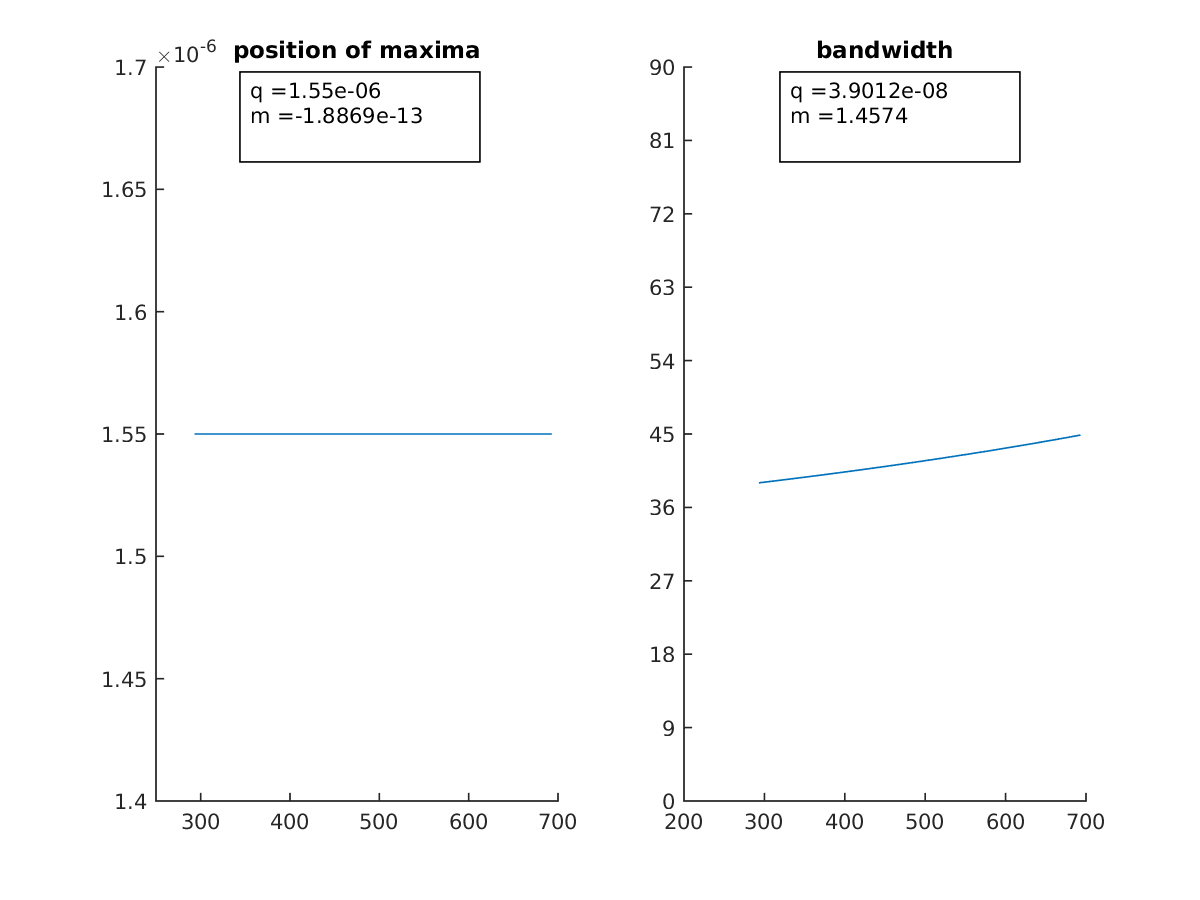 ×10-6
position of maxima
q =1.55e-06
m =-1.8869e-13
1.7
1.65
1.6
1.55
1.5
1.45
1.4
300 400 500 600 700
bandwidth
q =3.9012e-08
m =1.4574
90
81
72
63
54
45
36
27
18
9
0
200 300 400 500 600 700